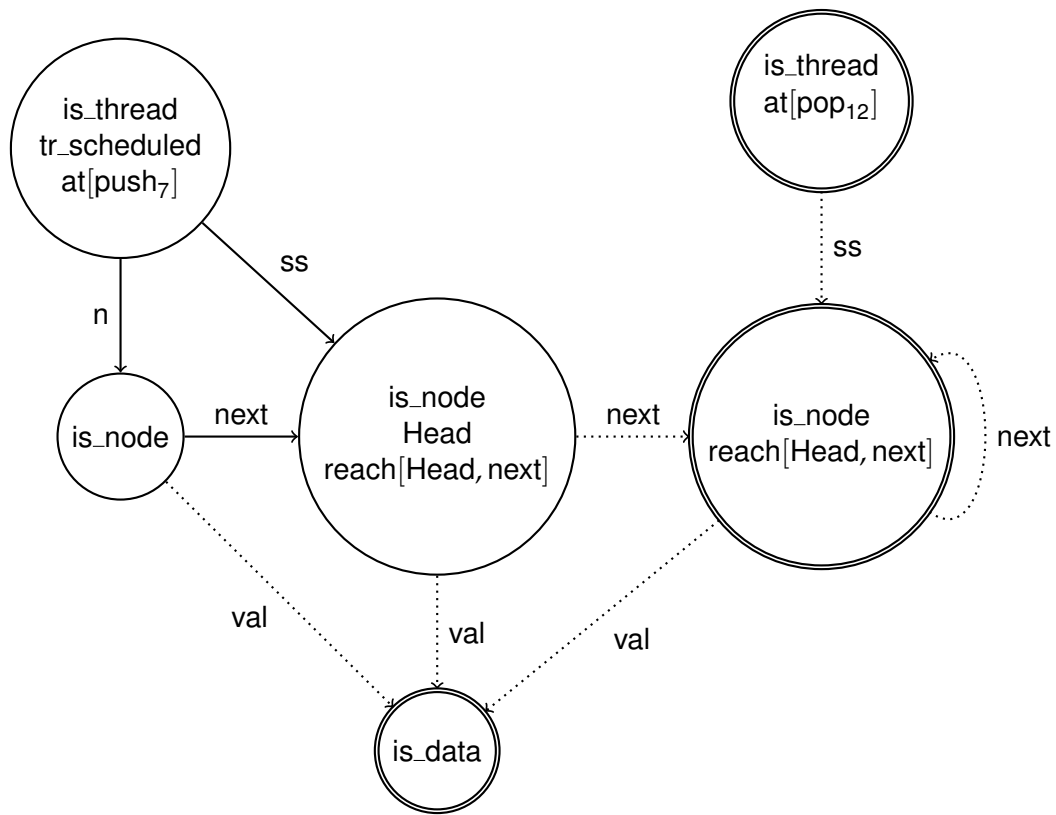 is_thread
tr_scheduled
at[push₇]
is_thread
at[pop₁₂]
ss
ss
n
is_node
next
is_node
Head
reach[Head, next]
next
is_node
reach[Head, next]
next
val
val
val
is_data